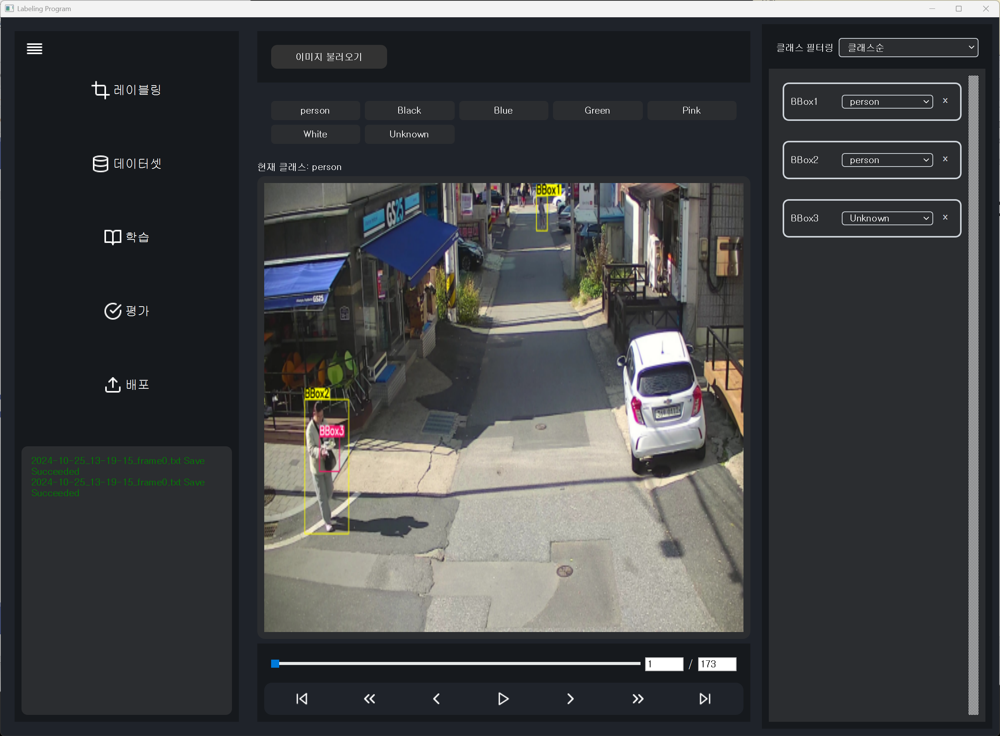 Labeling Program
레이블링
데이터셋
학습
평가
배포
2024-10-25_13-19-15_frame0.txt Save
Succeeded
2024-10-25_13-19-15_frame0.txt Save
Succeeded
이미지 불러오기
person Black Blue Green Pink
White Unknown
현재 클래스: person
BBox1
GS25
GS25
BBox2
BBox3
1 / 173
클래스 필터링 클래스순
BBox1 person x
BBox2 person x
BBox3 Unknown x